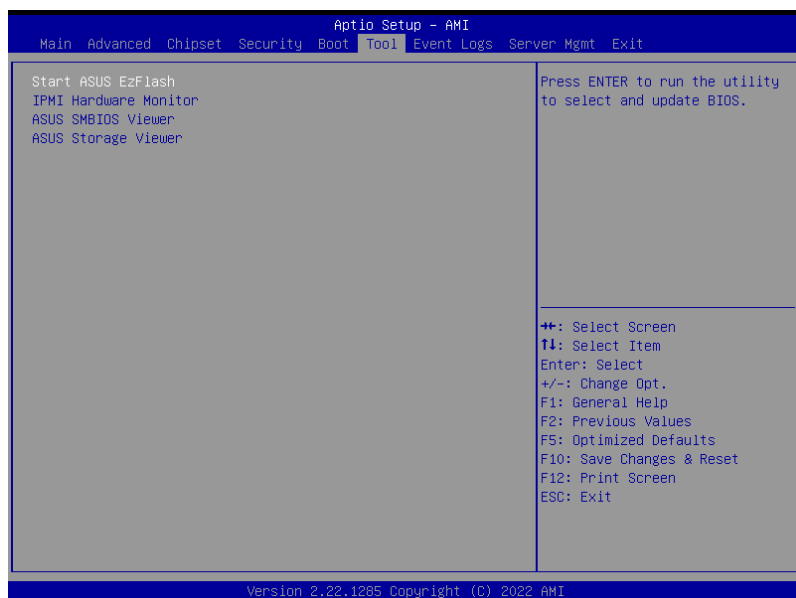 Aptio Setup – AMI
Main Advanced Chipset Security Boot Tool Event Logs Server Mgmt Exit
Start ASUS EzFlash
IPMI Hardware Monitor
ASUS SMBIOS Viewer
ASUS Storage Viewer
Press ENTER to run the utility
to select and update BIOS.
→←: Select Screen
↑↓: Select Item
Enter: Select
+/-: Change Opt.
F1: General Help
F2: Previous Values
F5: Optimized Defaults
F10: Save Changes & Reset
F12: Print Screen
ESC: Exit
Version 2.22.1285 Copyright (C) 2022 AMI